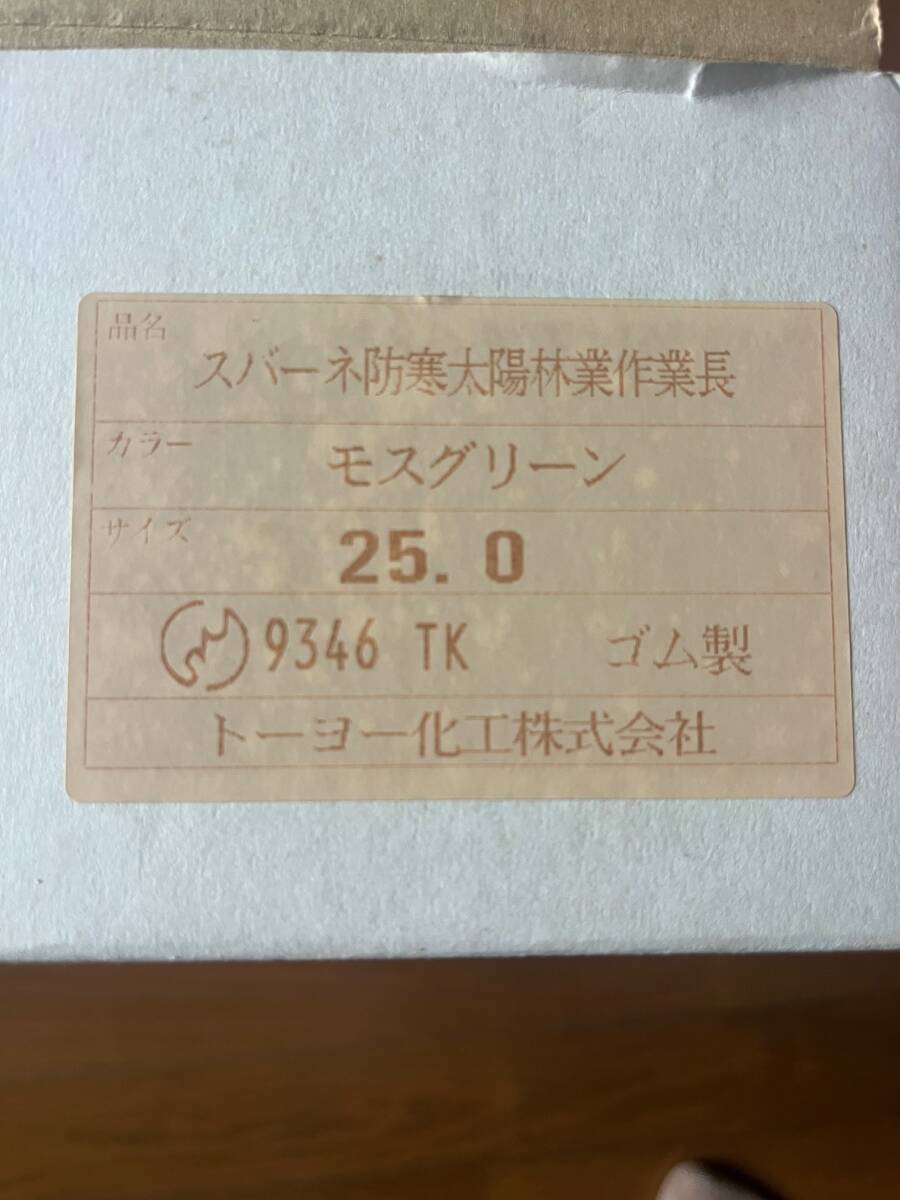 品名
スバーネ防寒太陽林業作業長
カラー
モスグリーン
サイズ
25.0
9346 TK ゴム製
トーヨー化工株式会社